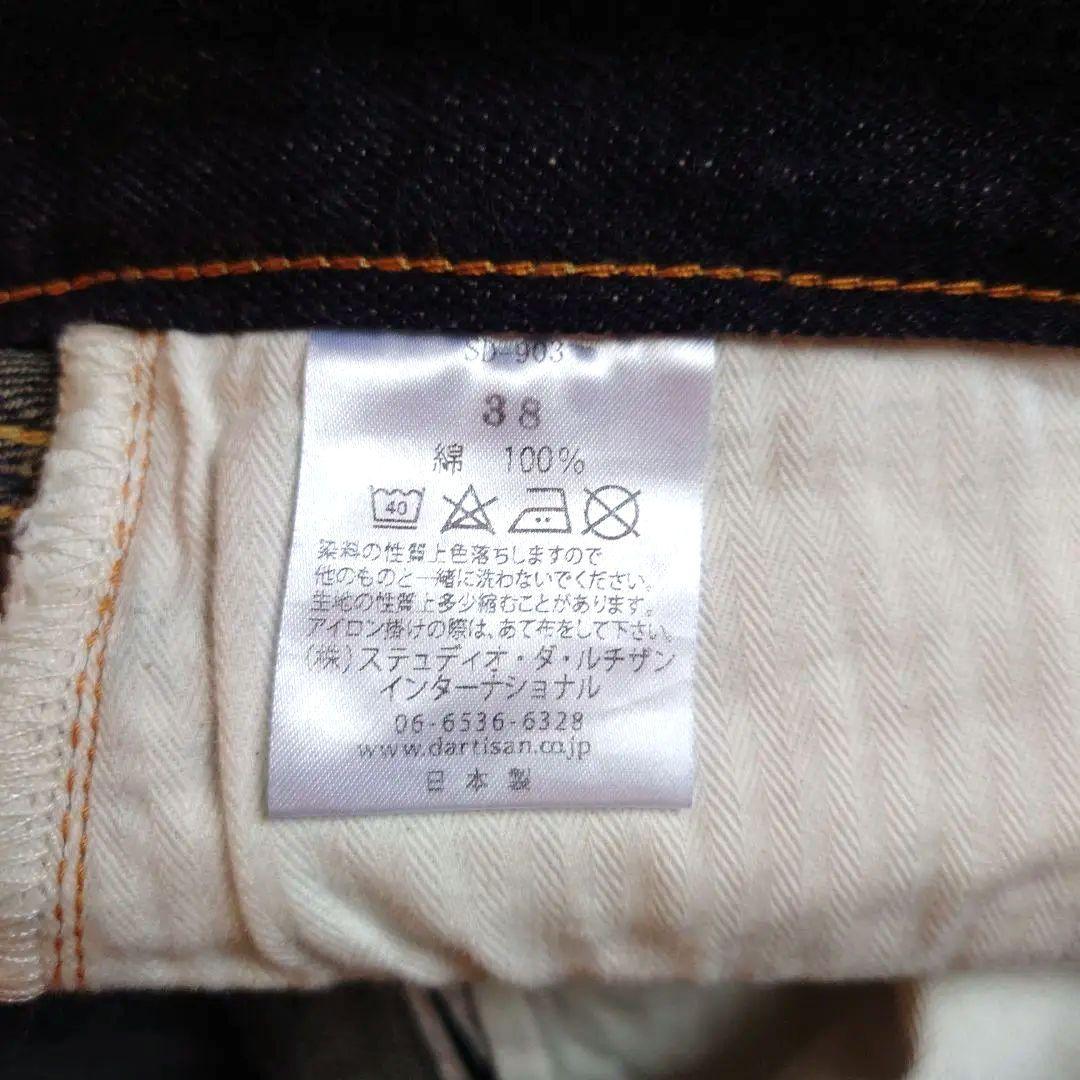 SD-903
38
綿 100%
40
染料の性質上色落ちしますので
他のものと一緒に洗わないでください。
生地の性質上多少縮むことがあります。
アイロン掛けの際は、あて布をして下さい。
(株)ステュディオ・ダ・ルチザン
インターナショナル
06-6536-6328
www.dartisan.co.jp
日本製